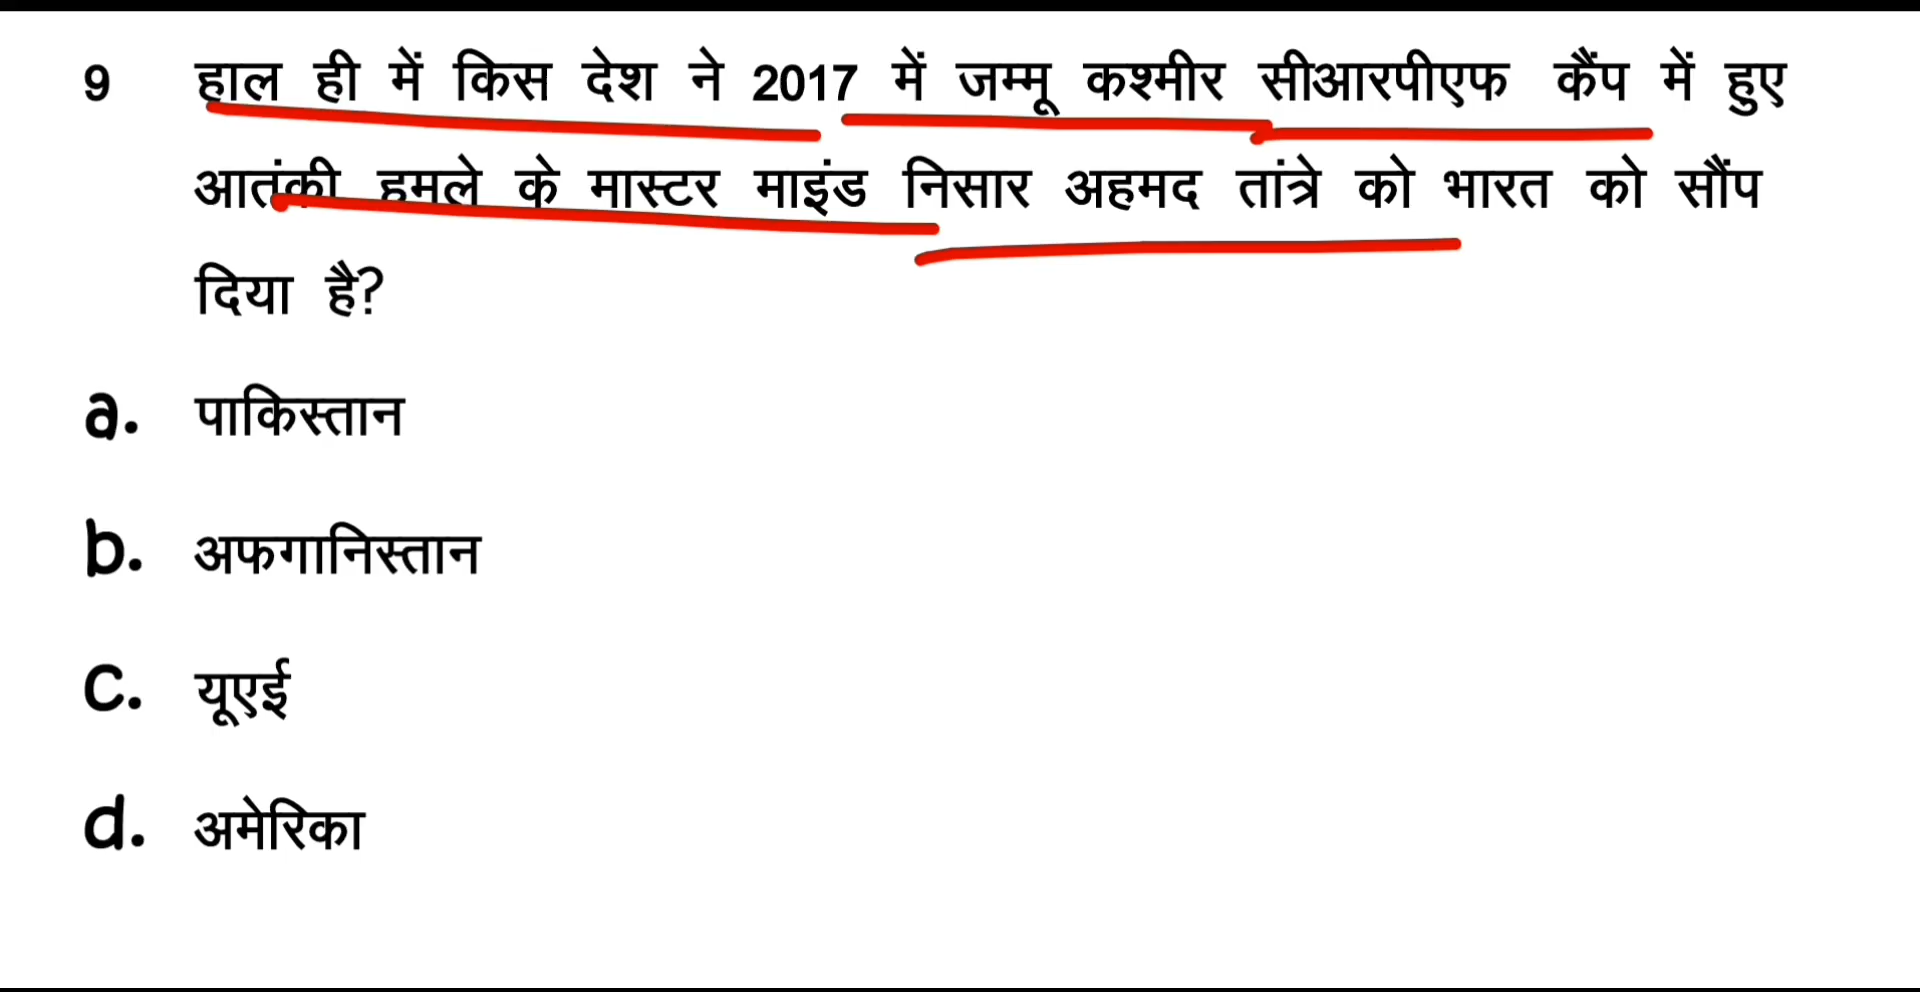 9 हाल ही में किस देश ने 2017 में जम्मू कश्मीर सीआरपीएफ कैंप में हुए
आतंकी हमले के मास्टर माइंड निसार अहमद तांत्रे को भारत को सौंप
दिया है?
a. पाकिस्तान
b. अफगानिस्तान
c. यूएई
d. अमेरिका